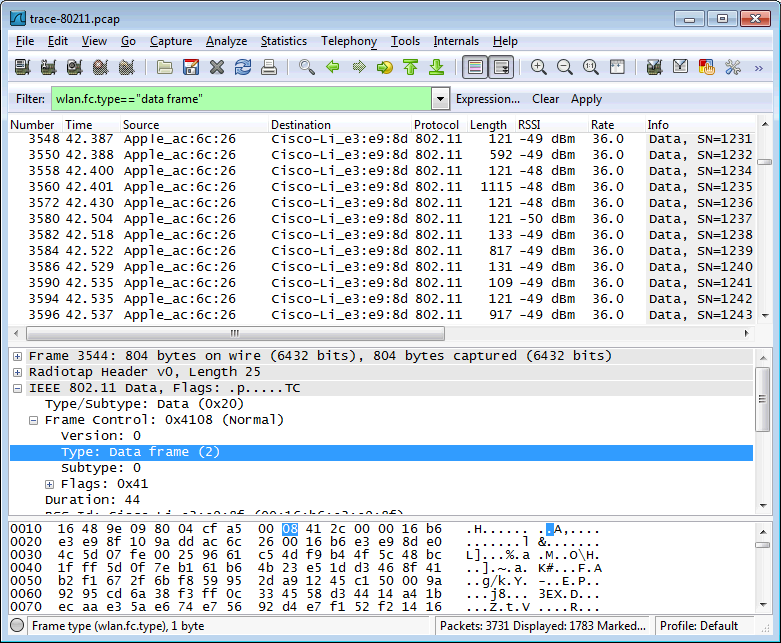 trace-80211.pcap
File Edit View Go Capture Analyze Statistics Telephony Tools Internals Help
Filter: wlan.fc.type=="data frame" Expression... Clear Apply
Number Time Source Destination Protocol Length RSSI Rate Info
3548 42.387 Apple_ac:6c:26 Cisco-Li_e3:e9:8d 802.11 121 -49 dBm 36.0 Data, SN=1231
3550 42.388 Apple_ac:6c:26 Cisco-Li_e3:e9:8d 802.11 592 -49 dBm 36.0 Data, SN=1232
3558 42.400 Apple_ac:6c:26 Cisco-Li_e3:e9:8d 802.11 121 -48 dBm 36.0 Data, SN=1234
3560 42.401 Apple_ac:6c:26 Cisco-Li_e3:e9:8d 802.11 1115 -48 dBm 36.0 Data, SN=1235
3572 42.430 Apple_ac:6c:26 Cisco-Li_e3:e9:8d 802.11 121 -48 dBm 36.0 Data, SN=1236
3580 42.504 Apple_ac:6c:26 Cisco-Li_e3:e9:8d 802.11 121 -50 dBm 36.0 Data, SN=1237
3582 42.518 Apple_ac:6c:26 Cisco-Li_e3:e9:8d 802.11 133 -49 dBm 36.0 Data, SN=1238
3584 42.522 Apple_ac:6c:26 Cisco-Li_e3:e9:8d 802.11 817 -49 dBm 36.0 Data, SN=1239
3586 42.529 Apple_ac:6c:26 Cisco-Li_e3:e9:8d 802.11 131 -49 dBm 36.0 Data, SN=1240
3590 42.535 Apple_ac:6c:26 Cisco-Li_e3:e9:8d 802.11 109 -49 dBm 36.0 Data, SN=1241
3594 42.535 Apple_ac:6c:26 Cisco-Li_e3:e9:8d 802.11 121 -49 dBm 36.0 Data, SN=1242
3596 42.537 Apple_ac:6c:26 Cisco-Li_e3:e9:8d 802.11 917 -49 dBm 36.0 Data, SN=1243
Frame 3544: 804 bytes on wire (6432 bits), 804 bytes captured (6432 bits)
Radiotap Header v0, Length 25
IEEE 802.11 Data, Flags: .p.....TC
Type/Subtype: Data (0x20)
Frame Control: 0x4108 (Normal)
Version: 0
Type: Data frame (2)
Subtype: 0
Flags: 0x41
Duration: 44
0010 16 48 9e 09 80 04 cf a5 00 08 41 2c 00 00 16 b6 .H...... ..A,....
0020 e3 e9 8f 10 9a dd ac 6c 26 00 16 b6 e3 e9 8d e0 .......l &.......
0030 4c 5d 07 fe 00 25 96 61 c5 4d f9 b4 4f 5c 48 bc L]...%.a .M..O\H.
0040 1f ff 5d 0f 7e b1 61 b6 4b 23 e5 1d d3 46 8f 41 ..].~.a. K#...F.A
0050 b2 f1 67 2f 6b f8 59 95 2d a9 12 45 c1 50 00 9a ..g/k.Y. -..E.P..
0060 92 95 cd 6a 38 f3 ff 0c 33 45 58 d3 44 14 a4 1b ...j8... 3EX.D...
0070 ec aa e3 5a e6 74 e7 56 92 d4 e7 f1 52 f2 14 16 ...Z.t.V ....R...
Frame type (wlan.fc.type), 1 byte Packets: 3731 Displayed: 1783 Marked... Profile: Default